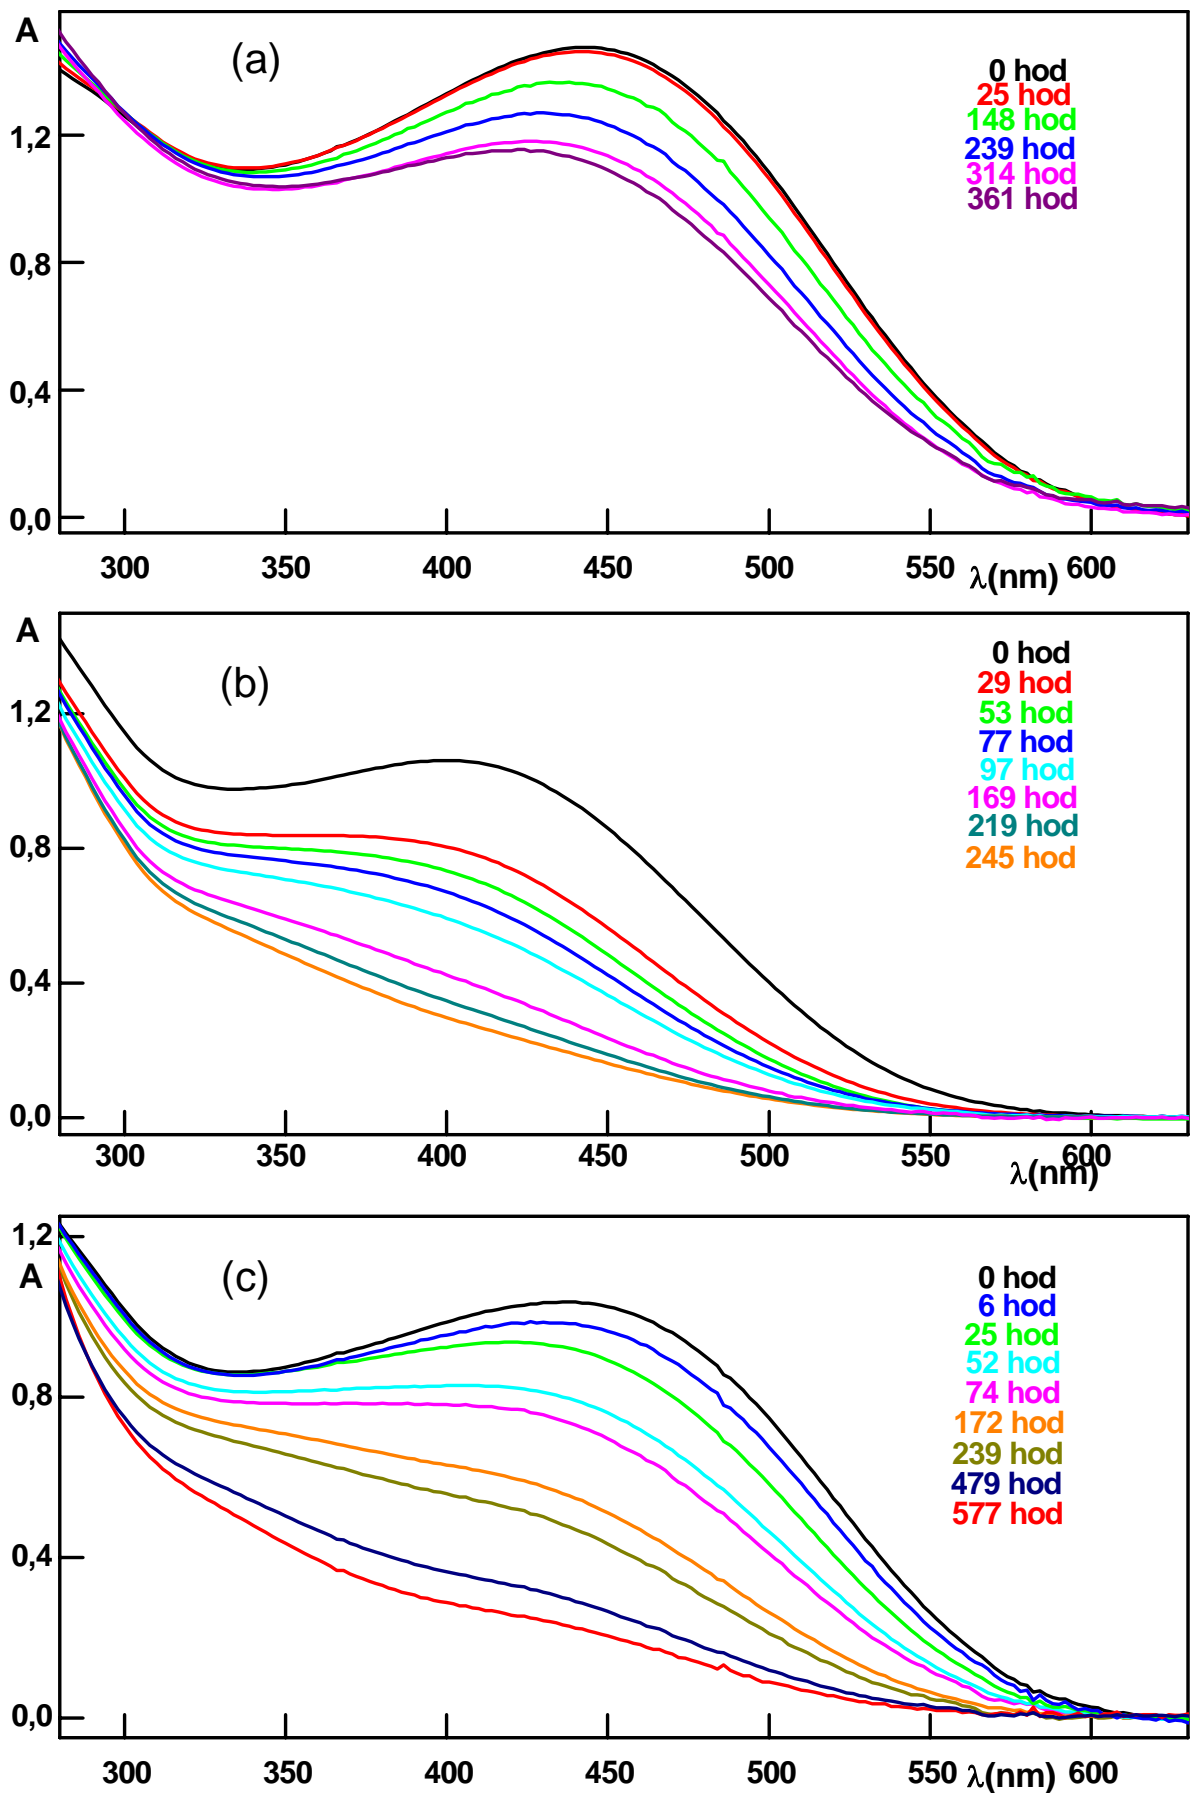 A
(a)
0 hod
25 hod
148 hod
239 hod
314 hod
361 hod
1,2
0,8
0,4
0,0
300 350 400 450 500 550 λ(nm) 600
A
(b)
0 hod
29 hod
53 hod
77 hod
97 hod
169 hod
219 hod
245 hod
1,2
0,8
0,4
0,0
300 350 400 450 500 550 600
λ(nm)
1,2
A
(c)
0 hod
6 hod
25 hod
52 hod
74 hod
172 hod
239 hod
479 hod
577 hod
0,8
0,4
0,0
300 350 400 450 500 550 λ(nm) 600